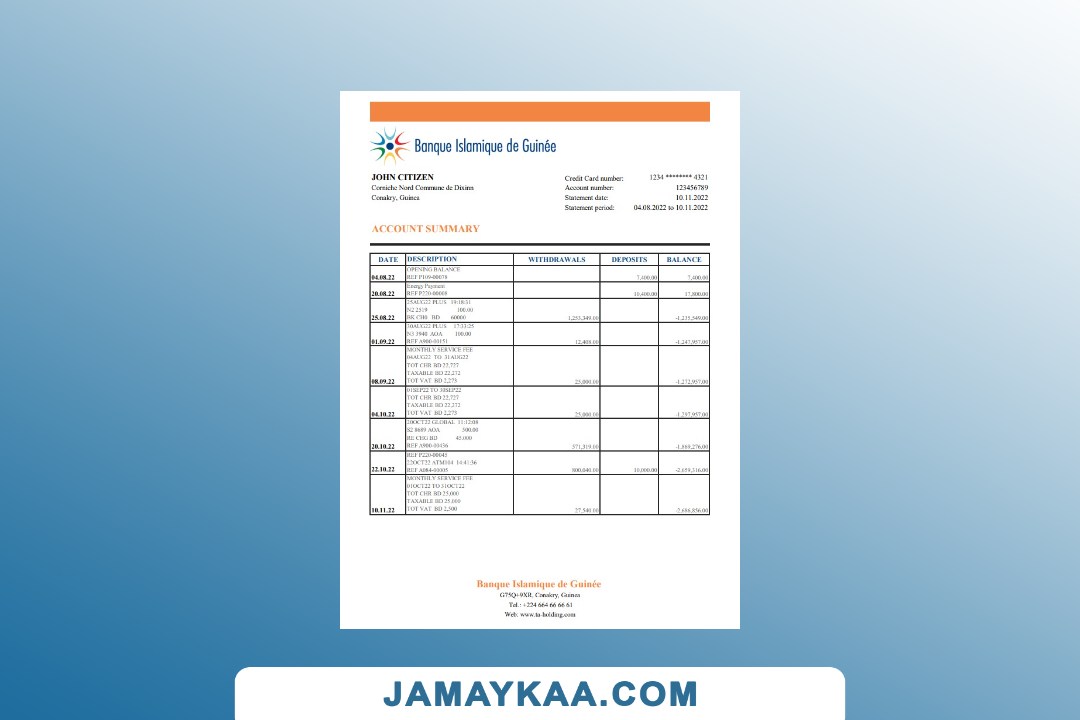 Banque Islamique de Guinée
JOHN CITIZEN
Corniche Nord Commune de Dixinn
Conakry, Guinea
Credit Card number: 1234 ******** 4321
Account number: 123456789
Statement date: 10.11.2022
Statement period: 04.08.2022 to 10.11.2022
ACCOUNT SUMMARY
DATE DESCRIPTION WITHDRAWALS DEPOSITS BALANCE
OPENING BALANCE
04.08.22 REF P109-00078 7,400.00 7,400.00
Energy Payment
20.08.22 REF P220-00008 10,400.00 17,800.00
25AUG22 PLUS 19:18:31
N2 2519 100.00
25.08.22 BK CHG BD 60000 1,253,349.00 -1,235,549.00
30AUG22 PLUS 17:33:25
N3 1940 AOA 100.00
01.09.22 REF A900-00151 12,408.00 -1,247,957.00
MONTHLY SERVICE FEE
04AUG22 TO 31AUG22
TOT CHR BD 22,727
TAXABLE BD 22,272
08.09.22 TOT VAT BD 2,273 25,000.00 -1,272,957.00
01SEP22 TO 30SEP22
TOT CHR BD 22,727
TAXABLE BD 22,272
04.10.22 TOT VAT BD 2,273 25,000.00 -1,297,957.00
20OCT22 GLOBAL 11:12:08
S2 8609 AOA 300.00
BE CHG BD 45.000
20.10.22 REF A900-00456 571,319.00 -1,869,276.00
REF P220-00045
22OCT22 ATM104 14:41:36
22.10.22 REF A084-00005 800,040.00 10,000.00 -2,659,316.00
MONTHLY SERVICE FEE
01OCT22 TO 31OCT22
TOT CHR BD 25,000
TAXABLE BD 25,000
10.11.22 TOT VAT BD 2,500 27,540.00 -2,686,856.00
Banque Islamique de Guinée
G75Q+9XR, Conakry, Guinea
Tel.: +224 664 66 66 61
Web: www.ta-holding.com
JAMAYKAA.COM